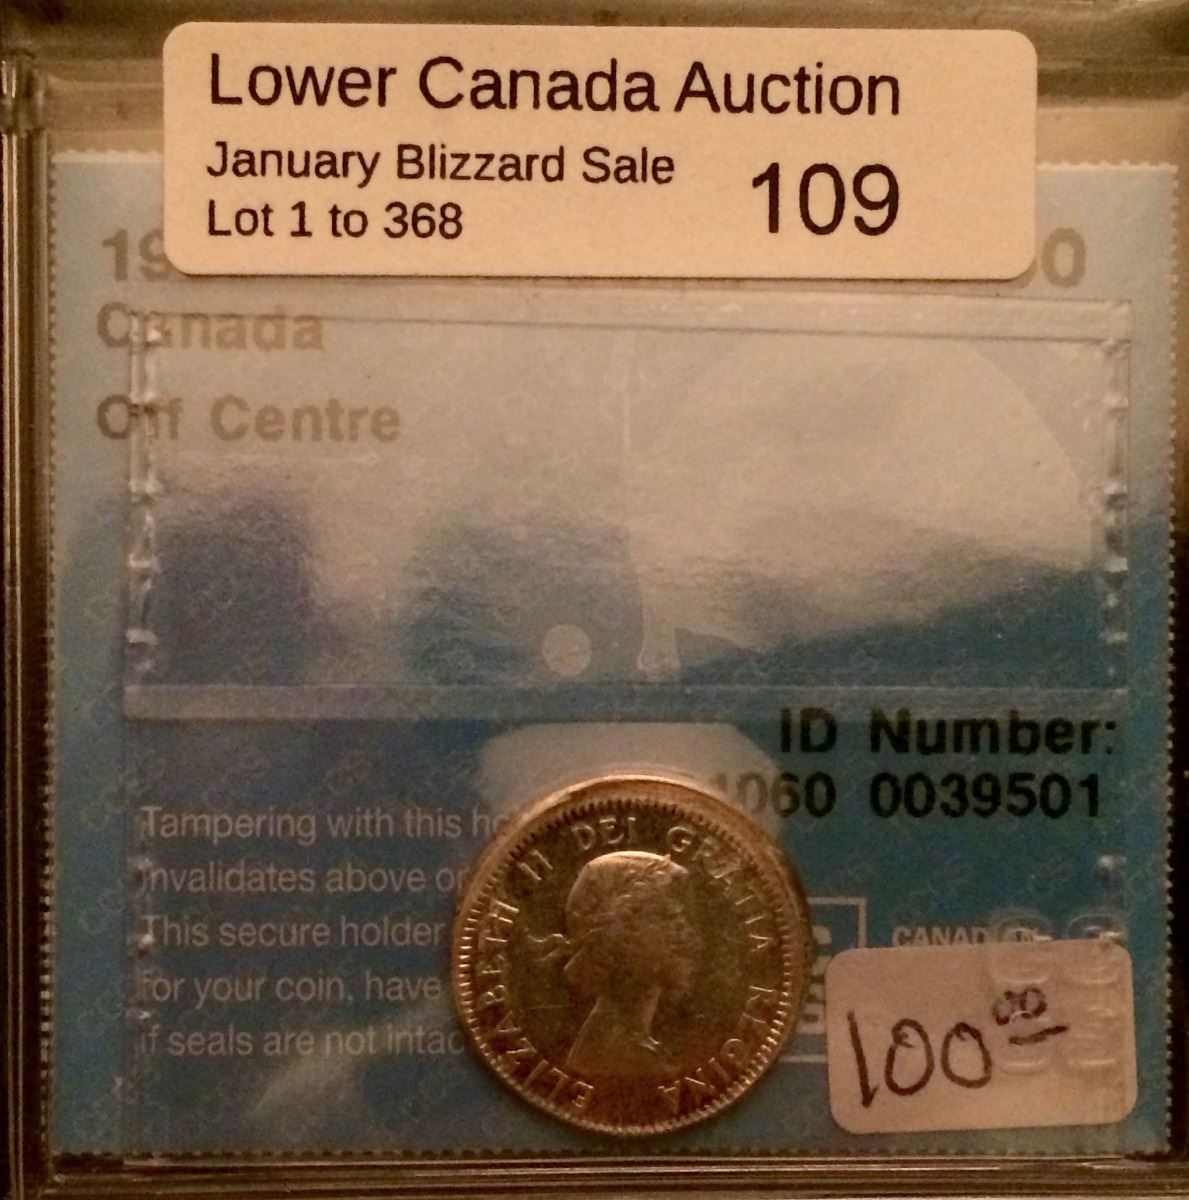 Lower Canada Auction
January Blizzard Sale
Lot 1 to 368
109
Canada
Off Centre
ID Number:
0039501
Tampering with this
invalidates above
This secure holder
for your coin, have
if seals are not
ELIZABETH II DEI GRATIA REGINA
100.00